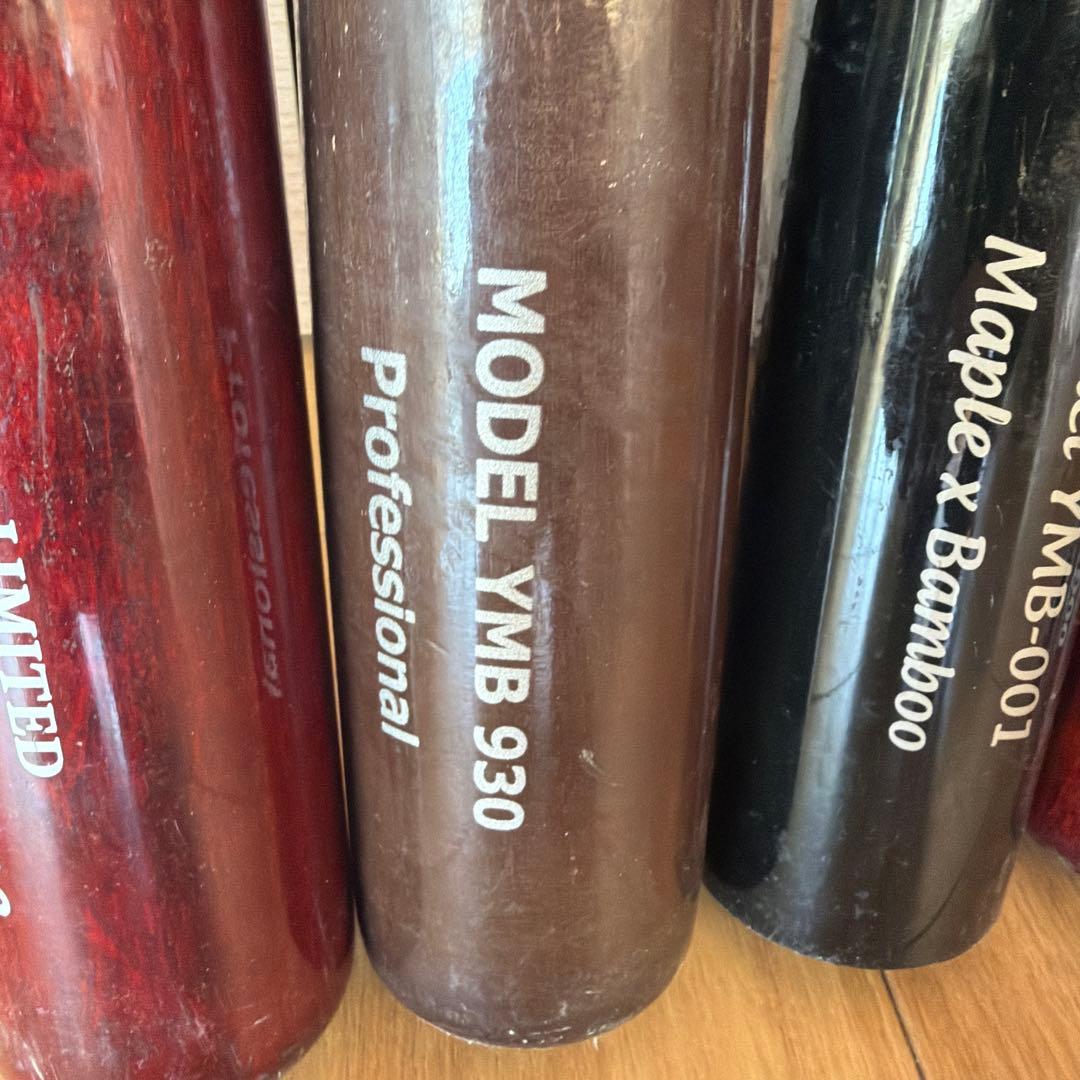 LIMITED
MODEL YMB 930
Professional
Maple x Bamboo
YMB-001